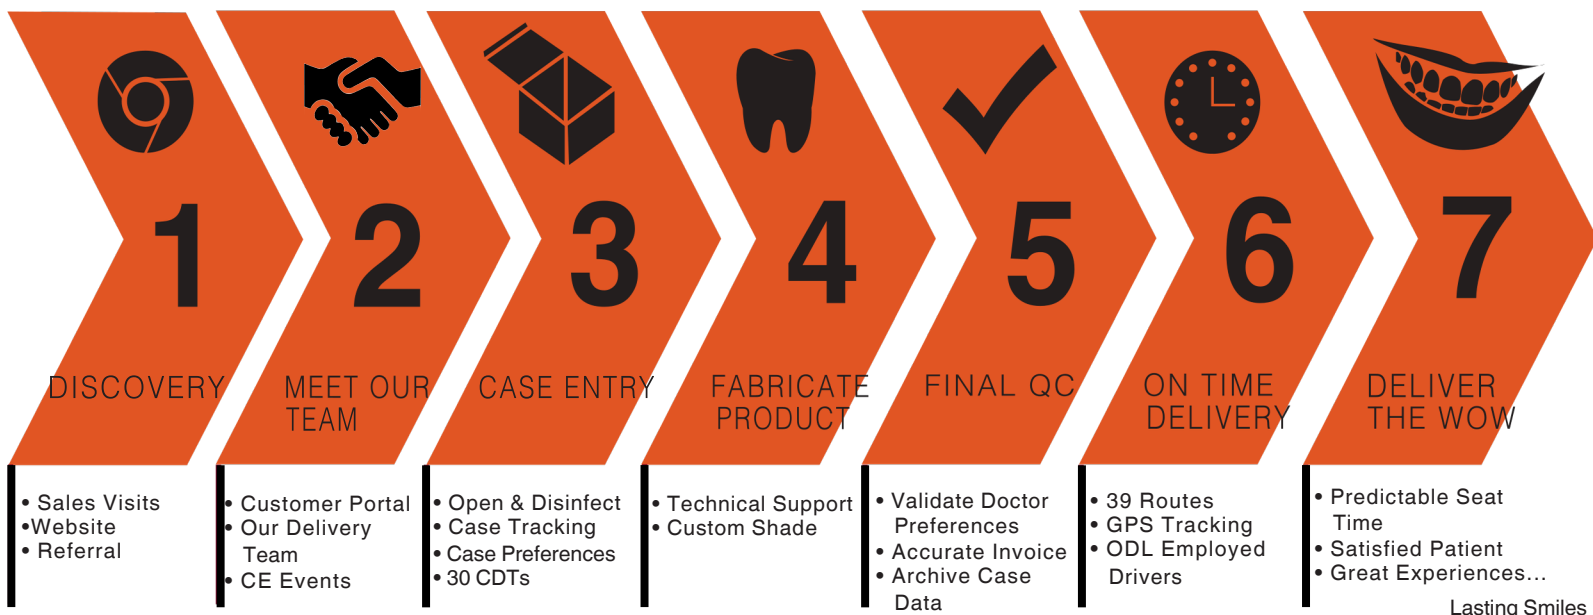 1
DISCOVERY
• Sales Visits
•Website
• Referral
2
MEET OUR
TEAM
• Customer Portal
• Our Delivery
Team
• CE Events
3
CASE ENTRY
• Open & Disinfect
• Case Tracking
• Case Preferences
• 30 CDTs
4
FABRICATE
PRODUCT
• Technical Support
• Custom Shade
5
FINAL QC
• Validate Doctor
Preferences
• Accurate Invoice
• Archive Case
Data
6
ON TIME
DELIVERY
• 39 Routes
• GPS Tracking
• ODL Employed
Drivers
7
DELIVER
THE WOW
• Predictable Seat
Time
• Satisfied Patient
• Great Experiences...
Lasting Smiles